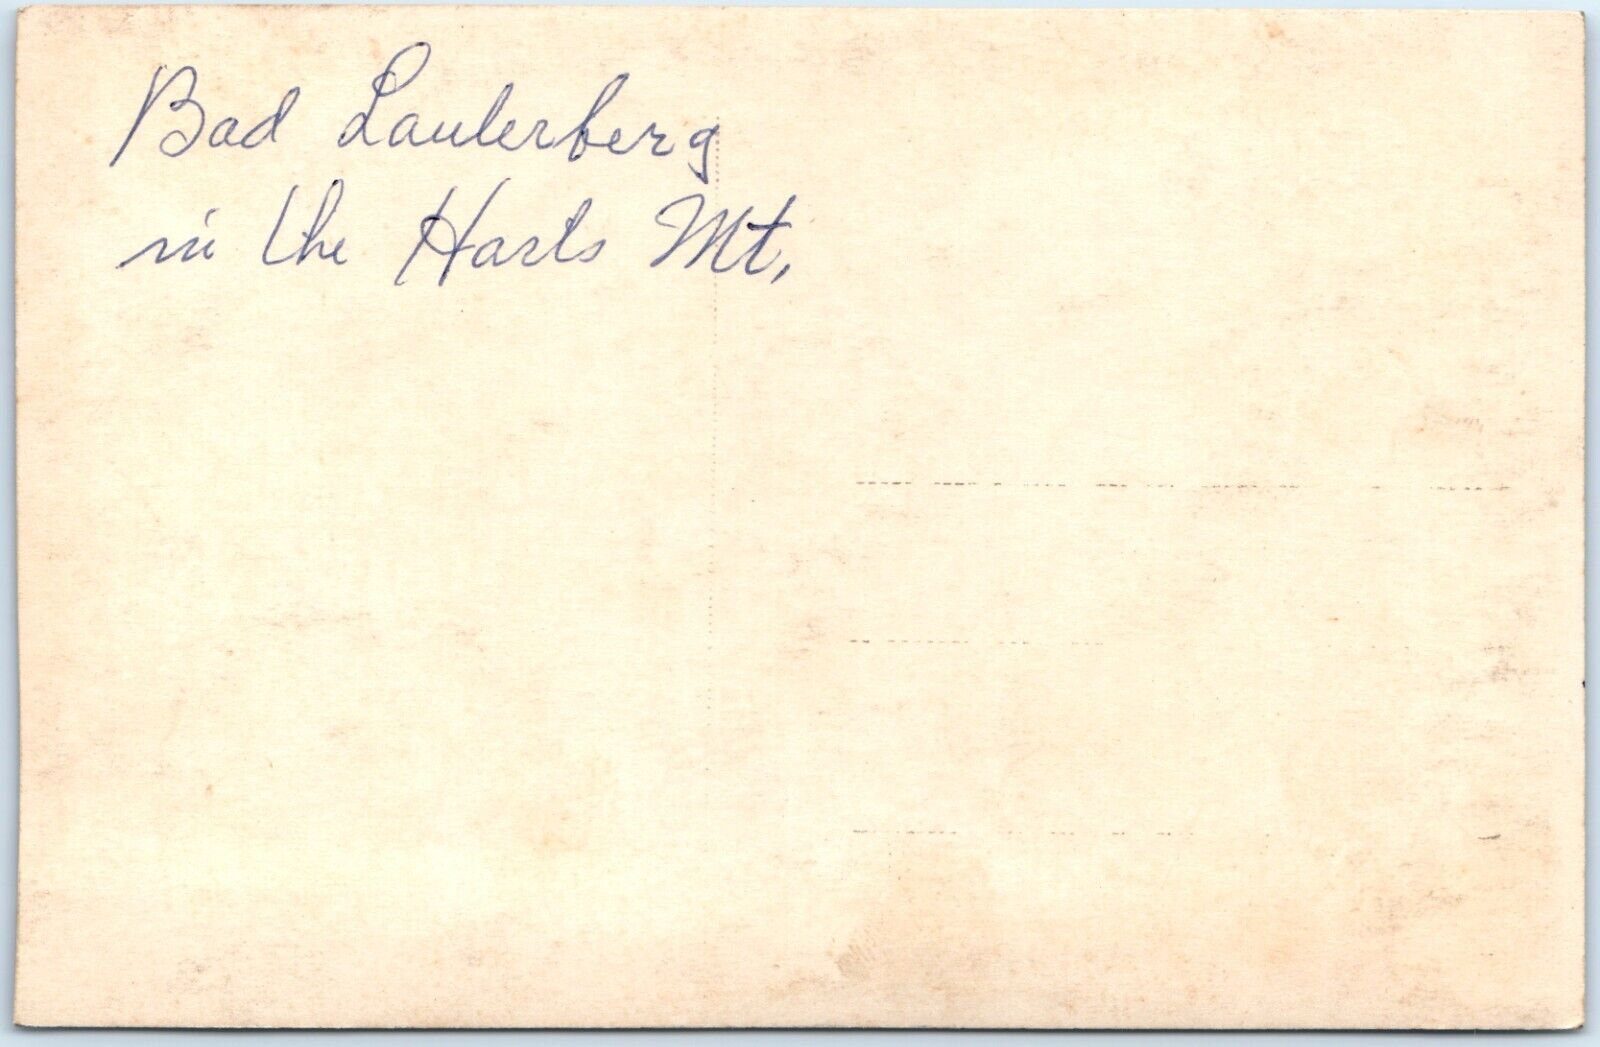 Bad Lauterberg
in the Harts Mt.